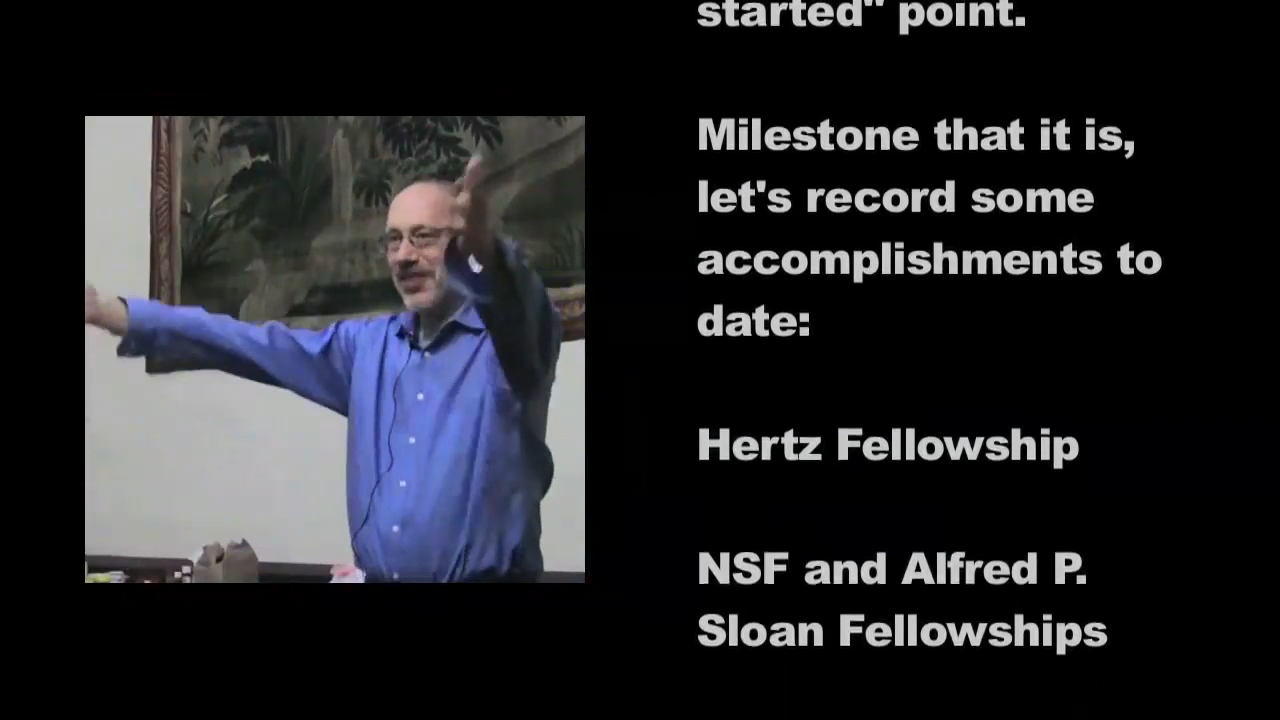 started" point.
Milestone that it is,
let's record some
accomplishments to
date:
Hertz Fellowship
NSF and Alfred P.
Sloan Fellowships